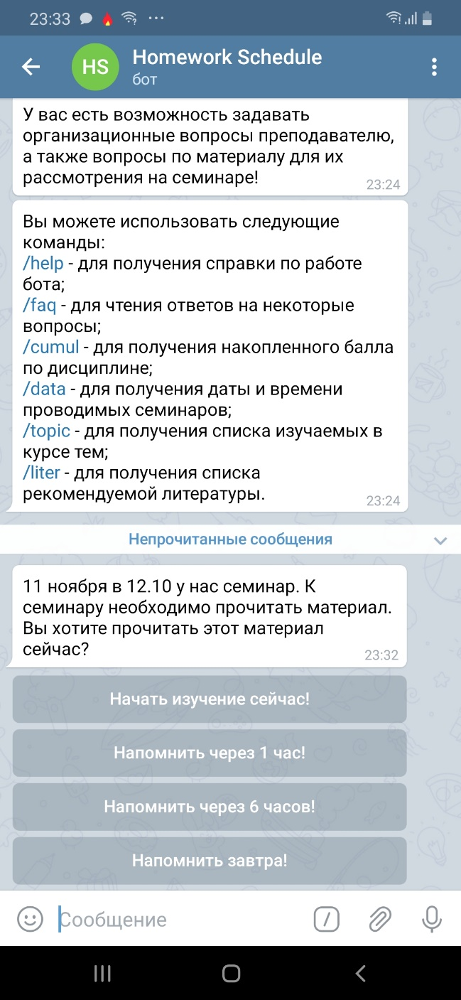 23:33
Homework Schedule
HS
бот
У вас есть возможность задавать
организационные вопросы преподавателю,
а также вопросы по материалу для их
рассмотрения на семинаре!
23:24
Вы можете использовать следующие
команды:
/help - для получения справки по работе
бота;
/faq - для чтения ответов на некоторые
вопросы;
/cumul - для получения накопленного балла
по дисциплине;
/data - для получения даты и времени
проводимых семинаров;
/topic - для получения списка изучаемых в
курсе тем;
/liter - для получения списка
рекомендуемой литературы.
23:24
Непрочитанные сообщения
11 ноября в 12.10 у нас семинар. К
семинару необходимо прочитать материал.
Вы хотите прочитать этот материал
сейчас?
23:32
Начать изучение сейчас!
Напомнить через 1 час!
Напомнить через 6 часов!
Напомнить завтра!
Сообщение